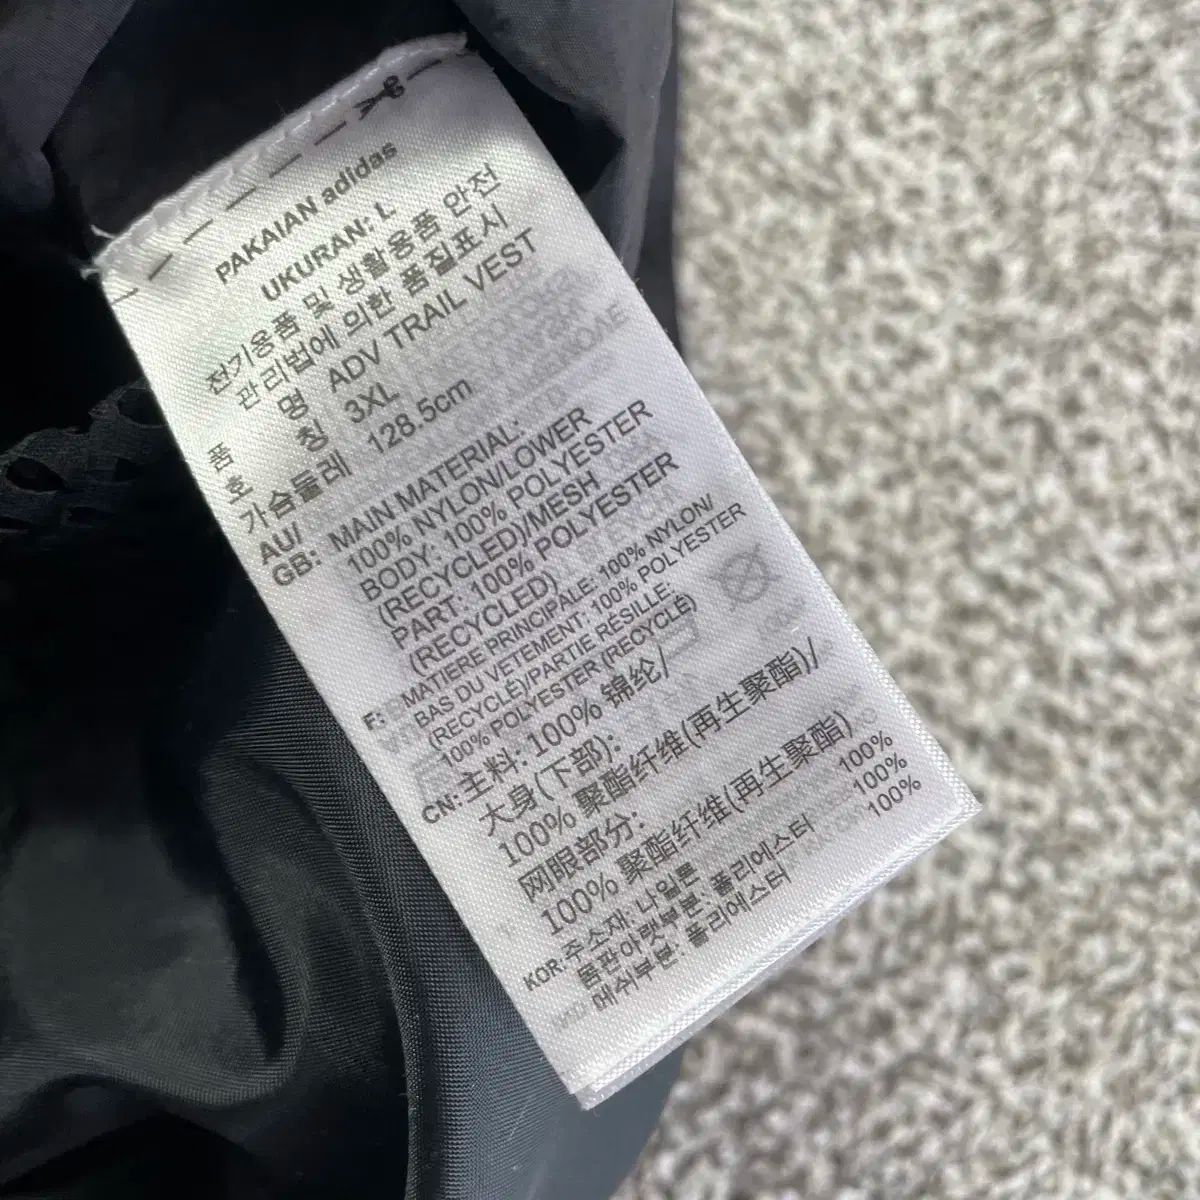 PAKAIAN adidas
UKURAN: L
전기용품 및 생활용품 안전
관리법에 의한 품질표시
품 명 ADV TRAIL VEST
호 칭 3XL
가슴둘레 128.5cm
AU/
GB: MAIN MATERIAL:
100% NYLON/LOWER
BODY: 100% POLYESTER
(RECYCLED)/MESH
PART: 100% POLYESTER
(RECYCLED)
F: MATIERE PRINCIPALE: 100% NYLON/
BAS DU VETEMENT: 100% POLYESTER
(RECYCLÉ)/PARTIE RÉSILLE:
100% POLYESTER (RECYCLÉ)
CN: 主料: 100% 锦纶/
大身(下部):
100% 聚酯纤维(再生聚酯)/
网眼部分:
100% 聚酯纤维(再生聚酯)
KOR: 주소재: 나일론 100%
몸판아랫부분: 폴리에스터 100%
메쉬부분: 폴리에스터 100%